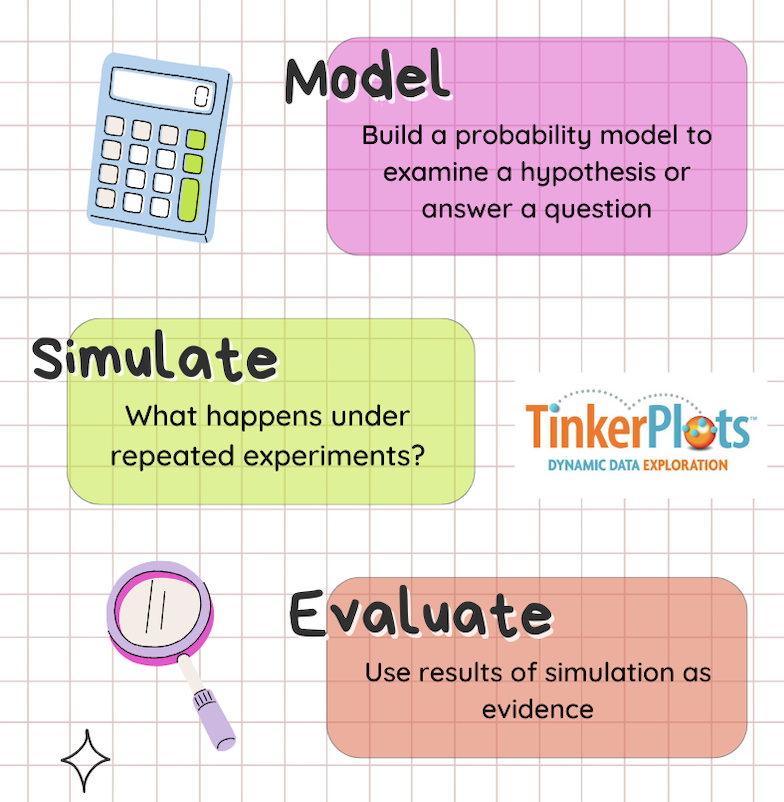 0
Model
Build a probability model to
examine a hypothesis or
answer a question
Simulate
What happens under
repeated experiments?
TinkerPlots™
DYNAMIC DATA EXPLORATION
Evaluate
Use results of simulation as
evidence